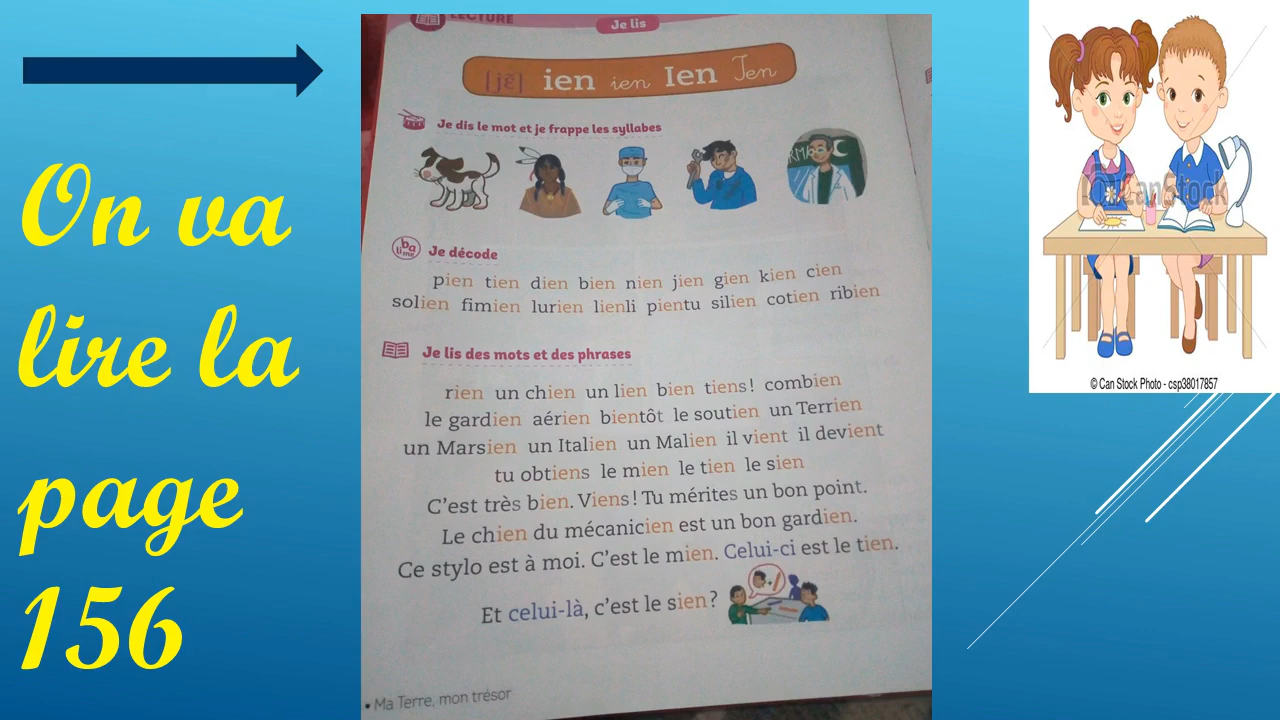 On va
lire la
page
156
LECTURE
Je lis
[jɛ̃] ien ien Ien Ien
Je dis le mot et je frappe les syllabes
ba
li me
Je décode
pien tien dien bien nien jien gien kien cien
solien fimien lurien lienli pientu silien cotien ribien
Je lis des mots et des phrases
rien un chien un lien bien tiens ! combien
le gardien aérien bientôt le soutien un Terrien
un Marsien un Italien un Malien il vient il devient
tu obtiens le mien le tien le sien
C'est très bien. Viens ! Tu mérites un bon point.
Le chien du mécanicien est un bon gardien.
Ce stylo est à moi. C'est le mien. Celui-ci est le tien.
Et celui-là, c'est le sien ?
• Ma Terre, mon trésor
CanStock
© Can Stock Photo - csp38017857